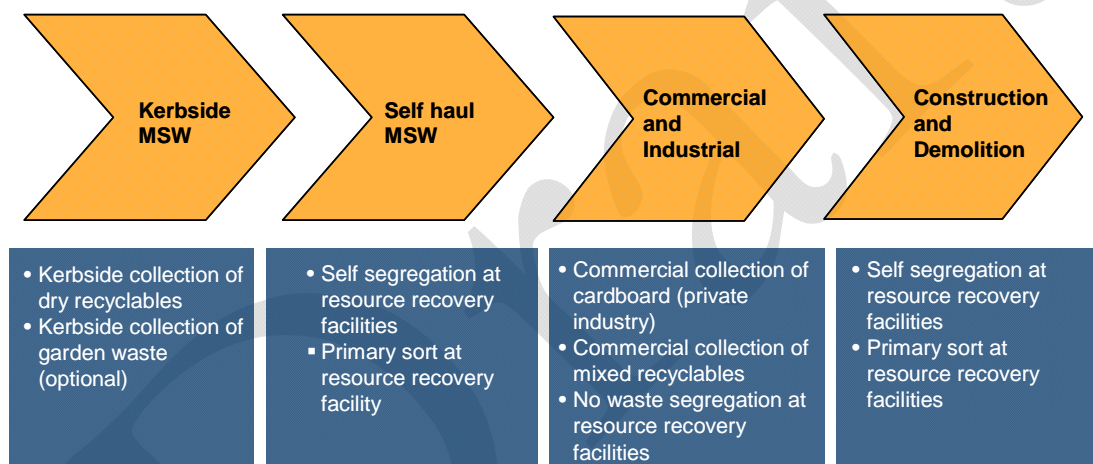 Kerbside
MSW
Self haul
MSW
Commercial
and
Industrial
Construction
and
Demolition
• Kerbside collection of
dry recyclables
• Kerbside collection of
garden waste
(optional)
• Self segregation at
resource recovery
facilities
▪ Primary sort at
resource recovery
facility
• Commercial collection of
cardboard (private
industry)
• Commercial collection of
mixed recyclables
• No waste segregation at
resource recovery
facilities
• Self segregation at
resource recovery
facilities
• Primary sort at
resource recovery
facilities